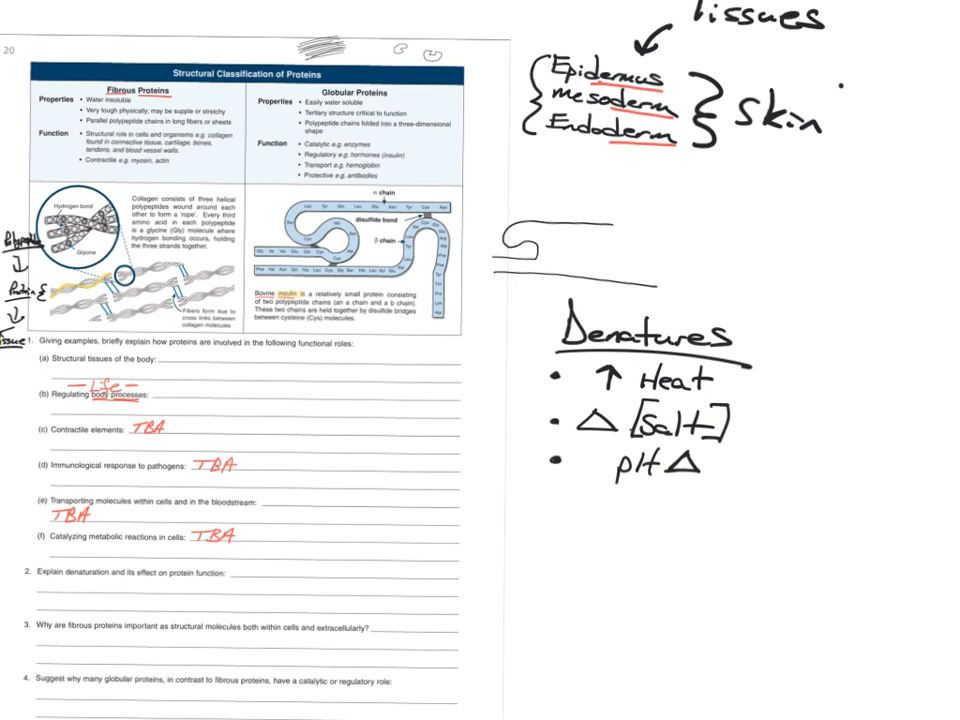 20
Structural Classification of Proteins
Fibrous Proteins
Properties • Water insoluble
• Very tough physically; may be supple or stretchy
• Parallel polypeptide chains in long fibers or sheets
Function • Structural role in cells and organisms e.g. collagen
found in connective tissue, cartilage, bones,
tendons, and blood vessel walls.
• Contractile e.g. myosin, actin
Globular Proteins
Properties • Easily water soluble
• Tertiary structure critical to function
• Polypeptide chains folded into a three-dimensional
shape
Function • Catalytic e.g. enzymes
• Regulatory e.g. hormones (insulin)
• Transport e.g. hemoglobin
• Protective e.g. antibodies
Hydrogen bond
Glycine
Collagen consists of three helical
polypeptides wound around each
other to form a 'rope'. Every third
amino acid in each polypeptide
is a glycine (Gly) molecule where
hydrogen bonding occurs, holding
the three strands together.
Fibers form due to
cross links between
collagen molecules.
Protein
Tissue
α chain
disulfide bond
β chain
Bovine insulin is a relatively small protein consisting
of two polypeptide chains (an a chain and a b chain).
These two chains are held together by disulfide bridges
between cysteine (Cys) molecules.
1. Giving examples, briefly explain how proteins are involved in the following functional roles:
(a) Structural tissues of the body:
— Life —
(b) Regulating body processes:
(c) Contractile elements: TBA
(d) Immunological response to pathogens: TBA
(e) Transporting molecules within cells and in the bloodstream:
TBA
(f) Catalyzing metabolic reactions in cells: TBA
2. Explain denaturation and its effect on protein function:
3. Why are fibrous proteins important as structural molecules both within cells and extracellularly?
4. Suggest why many globular proteins, in contrast to fibrous proteins, have a catalytic or regulatory role:
Tissues
Epidermus
mesoderm
Endoderm
Skin
Denatures
• ↑ Heat
• Δ [Salt]
• pH Δ